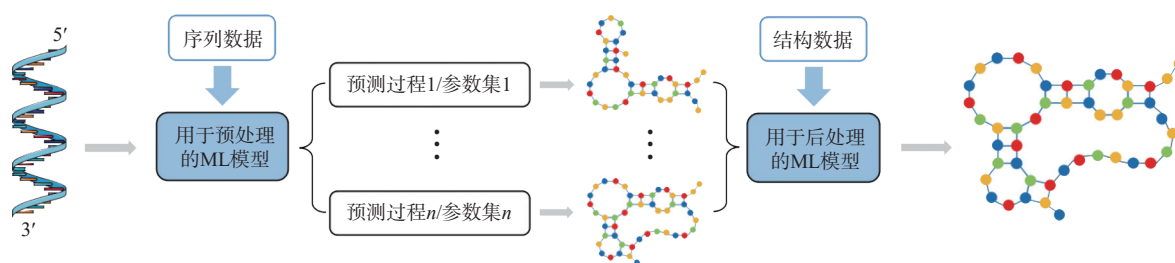 5′
3′
序列数据
用于预处理
的ML模型
预测过程1/参数集1
预测过程n/参数集n
结构数据
用于后处理
的ML模型